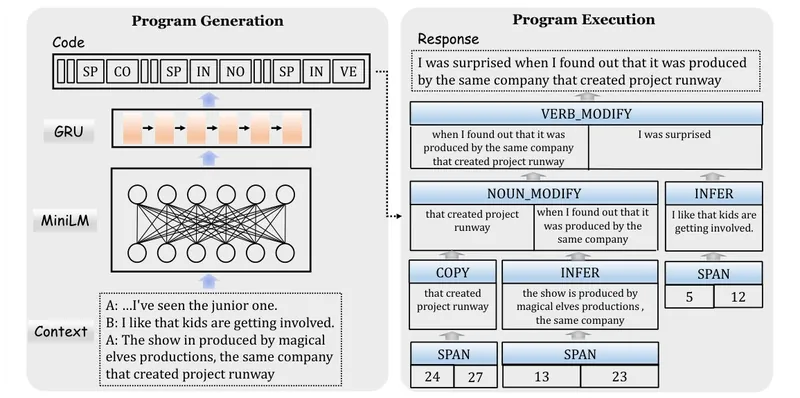 Program Generation
Code
SP CO SP IN NO SP IN VE
GRU
MiniLM
Context
A: ...I've seen the junior one.
B: I like that kids are getting involved.
A: The show in produced by magical
elves productions, the same company
that created project runway
Program Execution
Response
I was surprised when I found out that it was produced
by the same company that created project runway
VERB_MODIFY
when I found out that it was
produced by the same company
that created project runway
I was surprised
NOUN_MODIFY
that created project
runway
when I found out that it
was produced by the
same company
INFER
I like that kids are
getting involved.
SPAN
5 12
COPY
that created
project runway
INFER
the show is produced by
magical elves productions ,
the same company
SPAN
24 27
SPAN
13 23